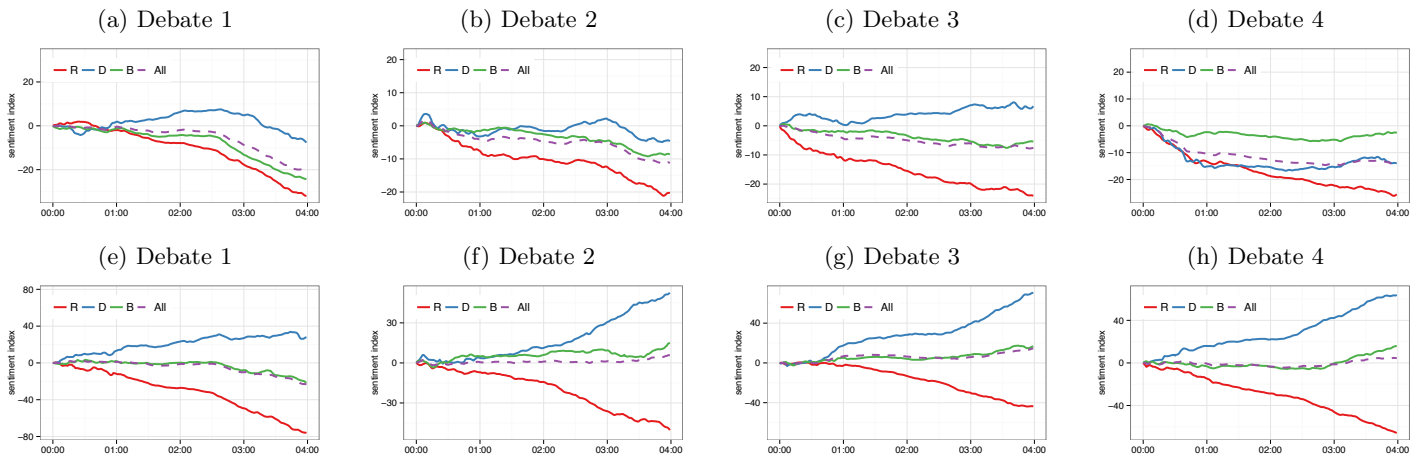 (a) Debate 1
(b) Debate 2
(c) Debate 3
(d) Debate 4
sentiment index
20
0
−20
R D B All
00:00 01:00 02:00 03:00 04:00
sentiment index
20
10
0
−10
−20
R D B All
00:00 01:00 02:00 03:00 04:00
sentiment index
20
10
0
−10
−20
R D B All
00:00 01:00 02:00 03:00 04:00
sentiment index
20
10
0
−10
−20
R D B All
00:00 01:00 02:00 03:00 04:00
(e) Debate 1
(f) Debate 2
(g) Debate 3
(h) Debate 4
sentiment index
80
40
0
−40
−80
R D B All
00:00 01:00 02:00 03:00 04:00
sentiment index
30
0
−30
R D B All
00:00 01:00 02:00 03:00 04:00
sentiment index
40
0
−40
R D B All
00:00 01:00 02:00 03:00 04:00
sentiment index
40
0
−40
R D B All
00:00 01:00 02:00 03:00 04:00